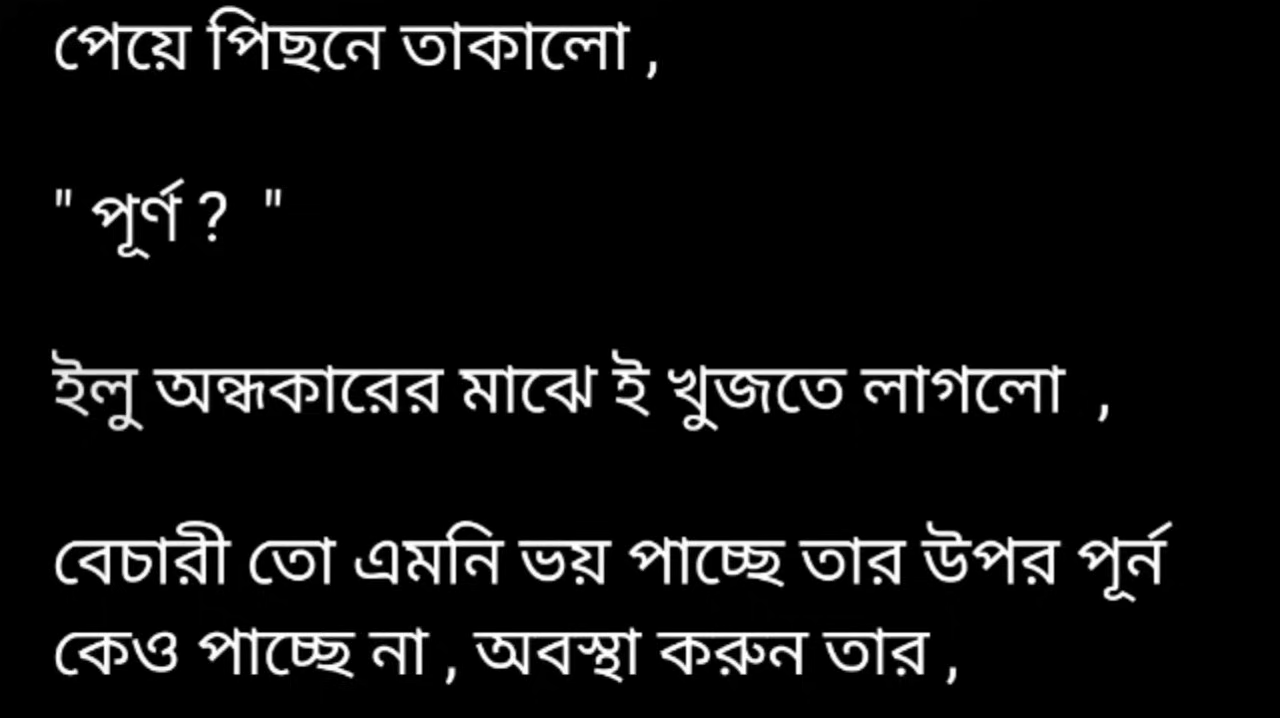 পেয়ে পিছনে তাকালো ,
" পূর্ণ ?  "
ইলু অন্ধকারের মাঝে ই খুজতে লাগলো  ,
বেচারী তো এমনি ভয় পাচ্ছে তার উপর পূর্ন
কেও পাচ্ছে না , অবস্থা করুন তার ,